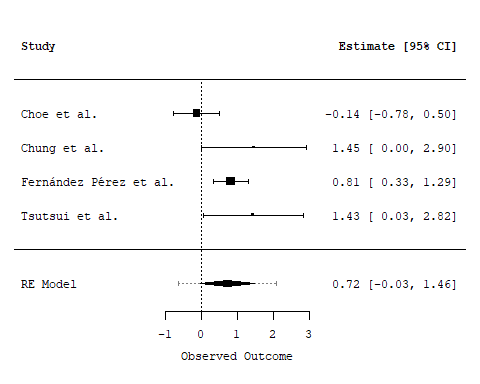 Study Estimate [95% CI]
Choe et al. -0.14 [-0.78, 0.50]
Chung et al. 1.45 [ 0.00, 2.90]
Fernández Pérez et al. 0.81 [ 0.33, 1.29]
Tsutsui et al. 1.43 [ 0.03, 2.82]
RE Model 0.72 [-0.03, 1.46]
-1 0 1 2 3
Observed Outcome